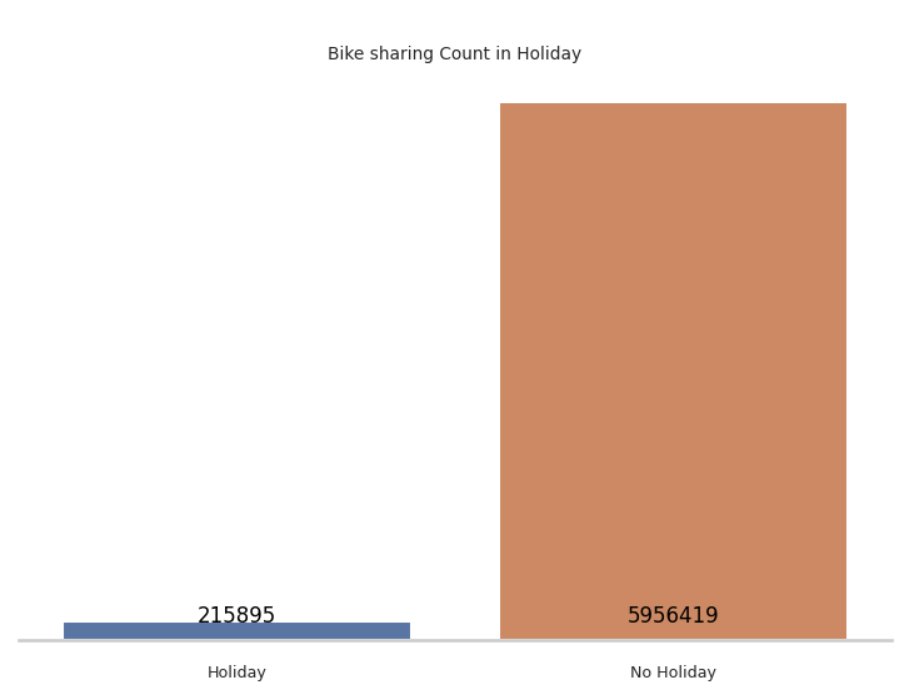 Bike sharing Count in Holiday
215895
5956419
Holiday
No Holiday